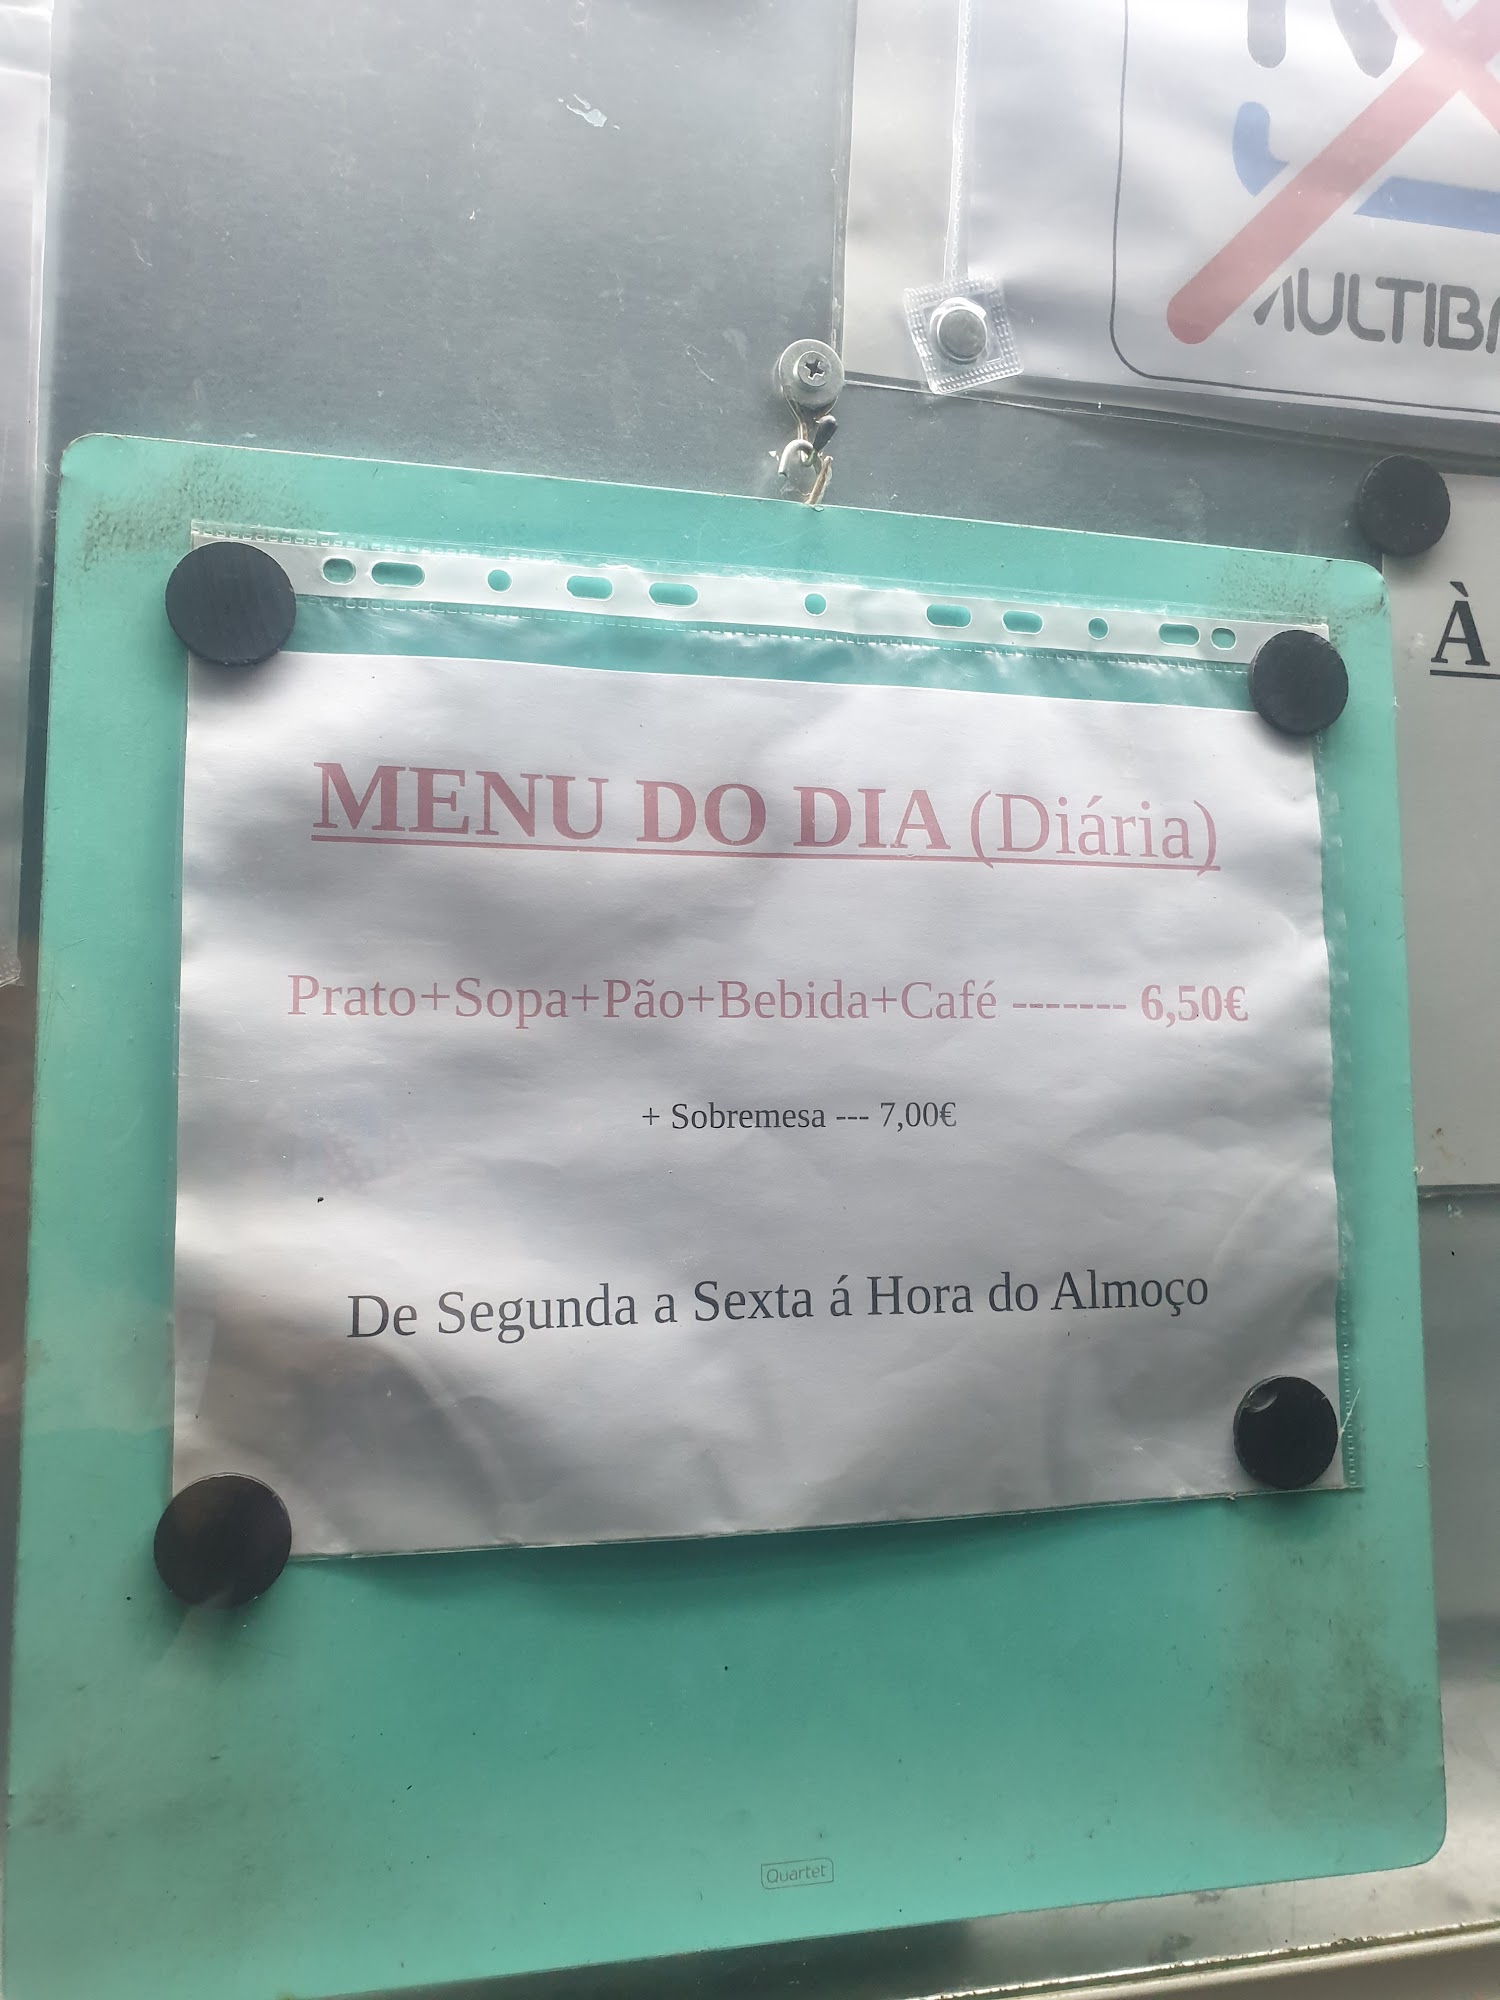 MULTIBA
À
MENU DO DIA (Diária)
Prato+Sopa+Pão+Bebida+Café ------- 6,50€
+ Sobremesa --- 7,00€
De Segunda a Sexta á Hora do Almoço
Quartet